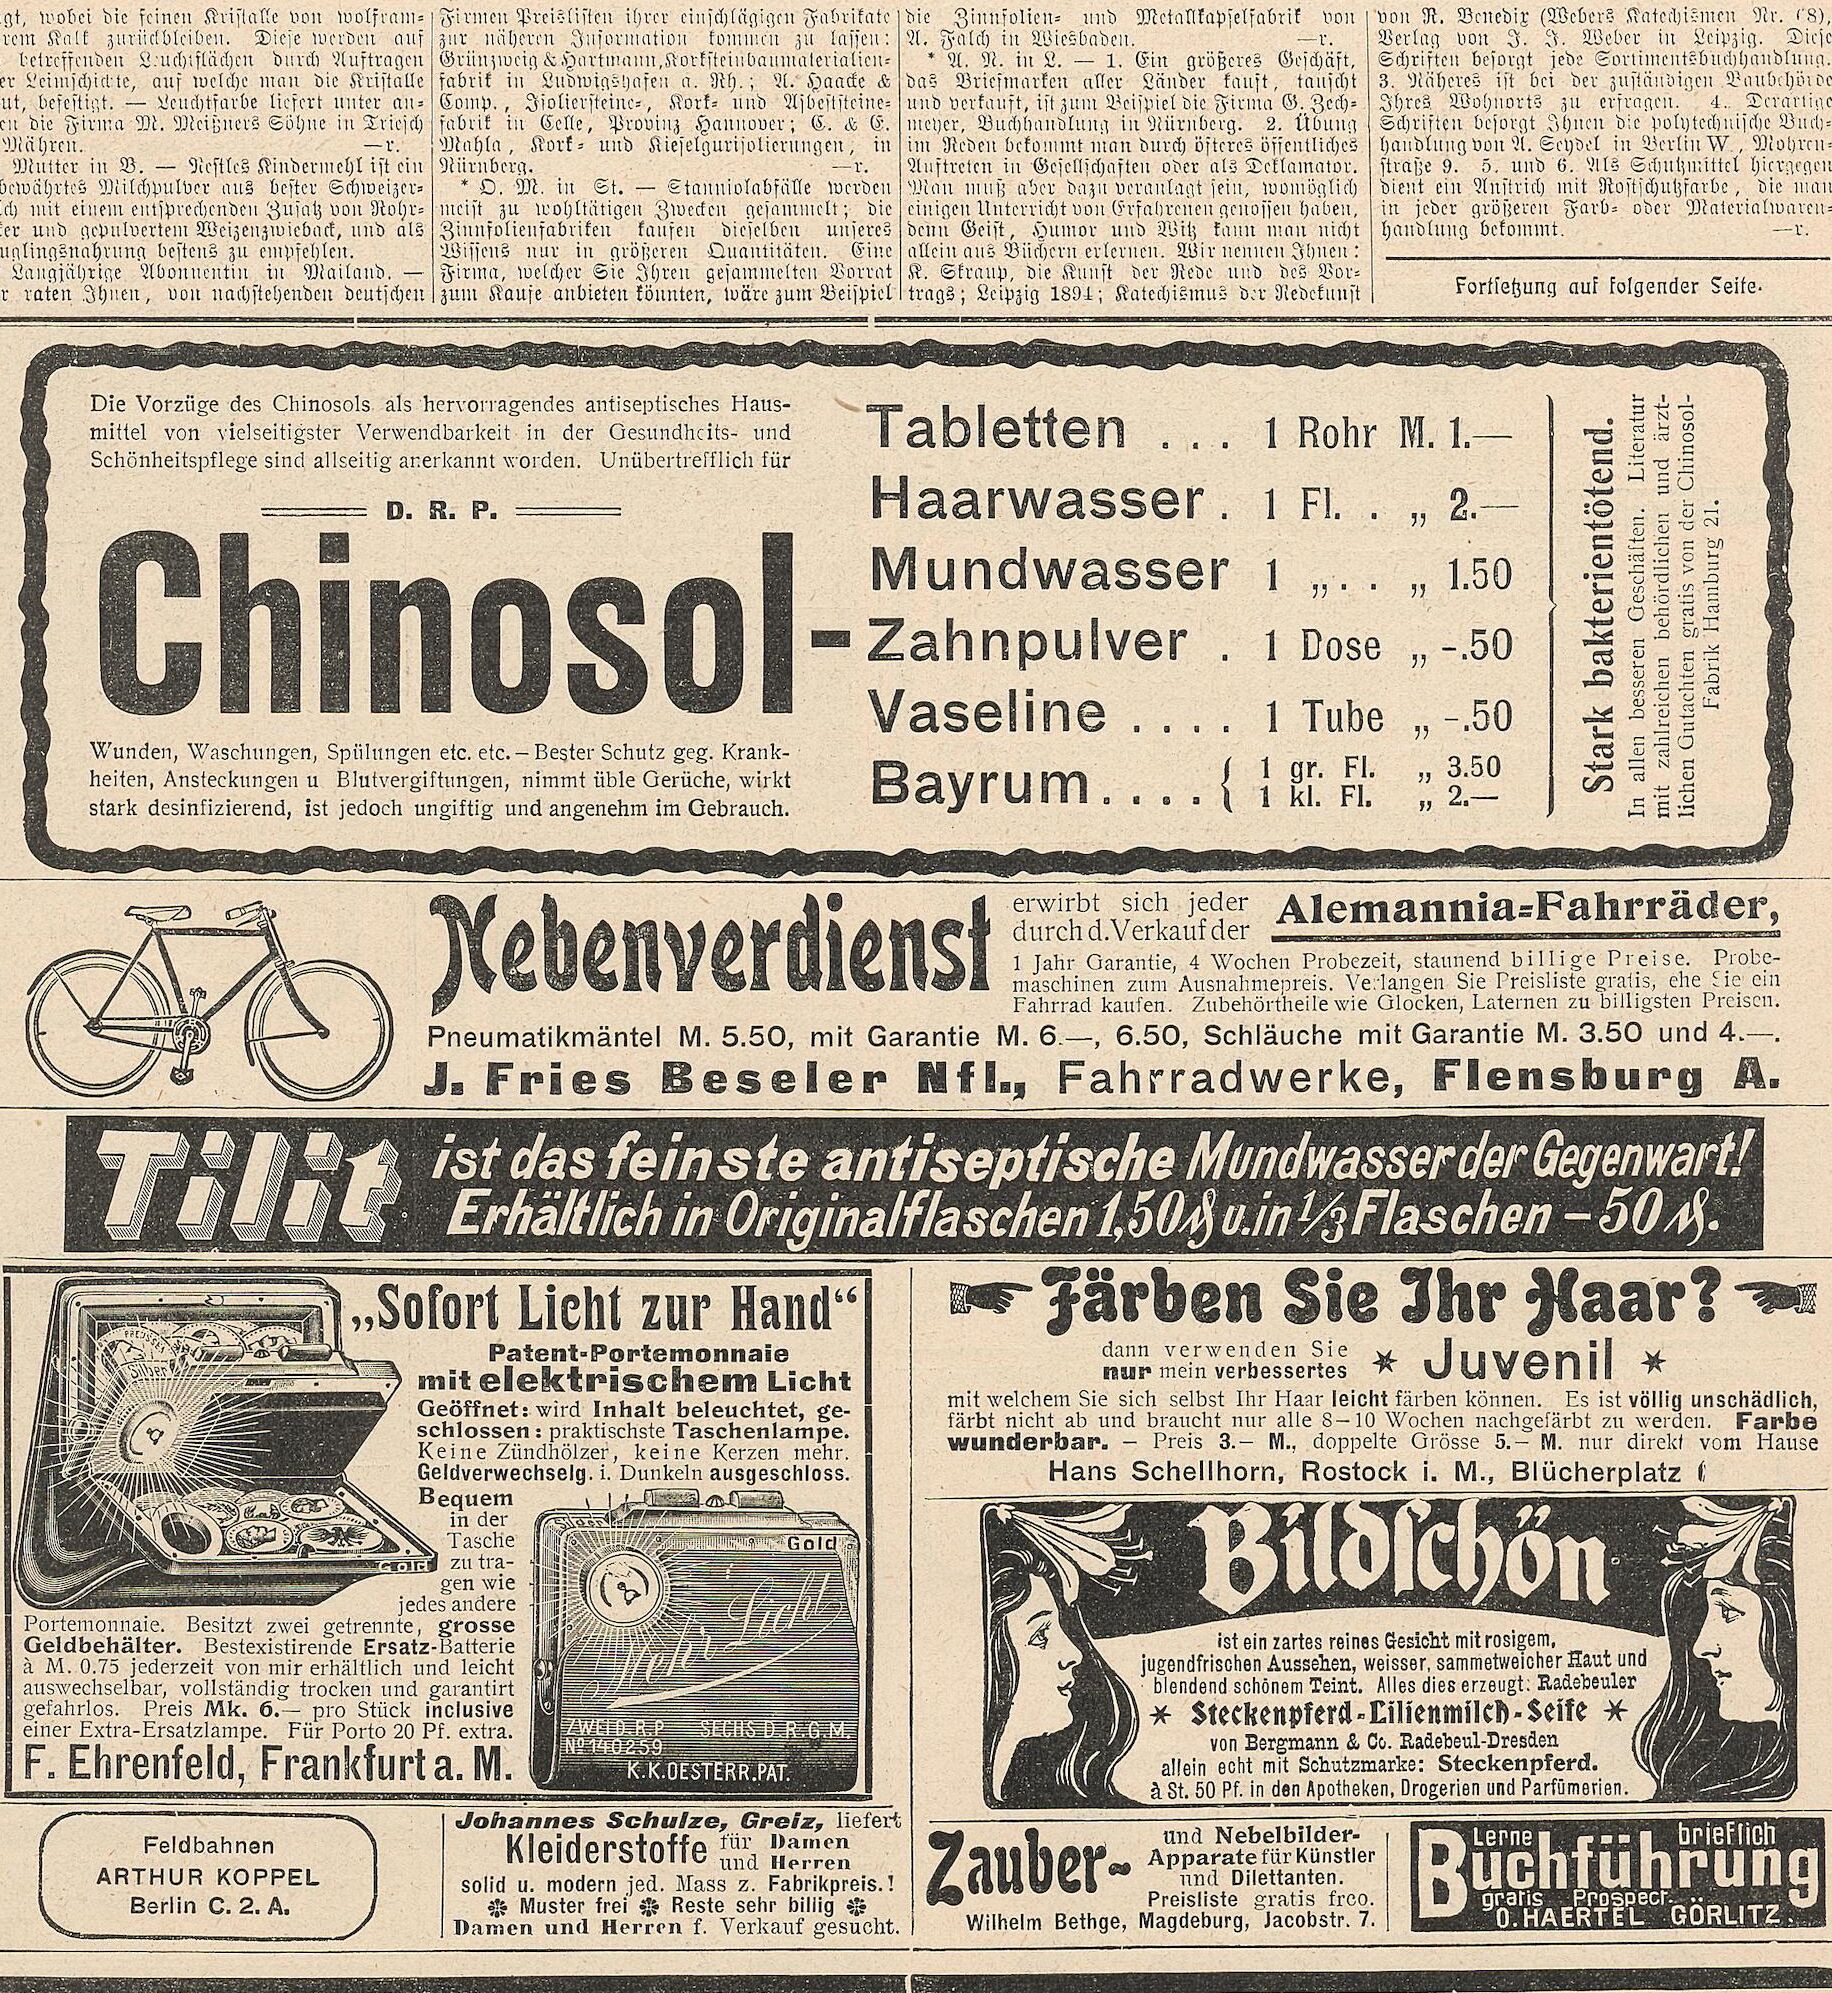 gt, wobei die feinen Kristalle von wolfram-
rem Kalk zurückbleiben. Diese werden auf
betreffenden Leuchtflächen durch Auftragen
er Leimschichte, auf welche man die Kristalle
ut, befestigt. — Leuchtfarbe liefert unter an-
en die Firma M. Meißners Söhne in Triesch
Mähren. —r.
Mutter in B. — Nestles Kindermehl ist ein
bewährtes Milchpulver aus bester Schweizer-
ch mit einem entsprechenden Zusatz von Rohr-
er und gepulvertem Weizenzwieback, und als
uglingsnahrung bestens zu empfehlen.
Langjährige Abonnentin in Mailand. —
r raten Ihnen, von nachstehenden deutschen
Firmen Preislisten ihrer einschlägigen Fabrikate
zur näheren Information kommen zu lassen:
Grünzweig & Hartmann, Korksteinbaumaterialien-
fabrik in Ludwigshafen a. Rh.; A. Haacke &
Comp., Isoliersteine-, Kork- und Asbeststeine-
fabrik in Celle, Provinz Hannover; C. & E.
Mahla, Kork- und Kieselgurisolierungen, in
Nürnberg. —r.
* O. M. in St. — Stanniolabfälle werden
meist zu wohltätigen Zwecken gesammelt; die
Zinnfolienfabriken kaufen dieselben unseres
Wissens nur in größeren Quantitäten. Eine
Firma, welcher Sie Ihren gesammelten Vorrat
zum Kaufe anbieten könnten, wäre zum Beispiel
die Zinnfolien- und Metallkapselfabrik von
A. Falch in Wiesbaden. —r.
* A. N. in L. — 1. Ein größeres Geschäft,
das Briefmarken aller Länder kauft, tauscht
und verkauft, ist zum Beispiel die Firma G. Zech-
meyer, Buchhandlung in Nürnberg. 2. Übung
im Reden bekommt man durch öfteres öffentliches
Auftreten in Gesellschaften oder als Deklamator.
Man muß aber dazu veranlagt sein, womöglich
einigen Unterricht von Erfahrenen genossen haben,
denn Geist, Humor und Witz kann man nicht
allein aus Büchern erlernen. Wir nennen Ihnen:
K. Skraup, die Kunst der Rede und des Vor-
trags; Leipzig 1894; Katechismus der Redekunst
von R. Benedix (Webers Katechismen Nr. 68),
Verlag von J. J. Weber in Leipzig. Diese
Schriften besorgt jede Sortimentsbuchhandlung.
3. Näheres ist bei der zuständigen Baubehörde
Ihres Wohnorts zu erfragen. 4. Derartige
Schriften besorgt Ihnen die polytechnische Buch-
handlung von A. Seydel in Berlin W., Mohren-
straße 9. 5. und 6. Als Schutzmittel hiergegen
dient ein Anstrich mit Rostschutzfarbe, die man
in jeder größeren Farb- oder Materialwaren-
handlung bekommt. —r.
Fortsetzung auf folgender Seite.
Die Vorzüge des Chinosols als hervorragendes antiseptisches Haus-
mittel von vielseitigster Verwendbarkeit in der Gesundheits- und
Schönheitspflege sind allseitig anerkannt worden. Unübertrefflich für
D. R. P.
Chinosol-
Wunden, Waschungen, Spülungen etc. etc. – Bester Schutz geg. Krank-
heiten, Ansteckungen u Blutvergiftungen, nimmt üble Gerüche, wirkt
stark desinfizierend, ist jedoch ungiftig und angenehm im Gebrauch.
Tabletten . . . 1 Rohr M. 1.—
Haarwasser . 1 Fl. . „ 2.—
Mundwasser 1 „ . . „ 1.50
Zahnpulver . 1 Dose „ -.50
Vaseline . . . . 1 Tube „ -.50
Bayrum . . . . { 1 gr. Fl. „ 3.50
1 kl. Fl. „ 2.—
Stark bakterientötend.
In allen besseren Geschäften. Literatur
mit zahlreichen behördlichen und ärzt-
lichen Gutachten gratis von der Chinosol-
Fabrik Hamburg 21.
Nebenverdienst
erwirbt sich jeder
durch d. Verkauf der
Alemannia-Fahrräder,
1 Jahr Garantie, 4 Wochen Probezeit, staunend billige Preise. Probe-
maschinen zum Ausnahmepreis. Verlangen Sie Preisliste gratis, ehe Sie ein
Fahrrad kaufen. Zubehörtheile wie Glocken, Laternen zu billigsten Preisen.
Pneumatikmäntel M. 5.50, mit Garantie M. 6.—, 6.50, Schläuche mit Garantie M. 3.50 und 4.—.
J. Fries Beseler Nfl., Fahrradwerke, Flensburg A.
Tilit ist das feinste antiseptische Mundwasser der Gegenwart!
Erhältlich in Originalflaschen 1,50 ℳ u. in 1/3 Flaschen – 50 ₰.
„Sofort Licht zur Hand“
Patent-Portemonnaie
mit elektrischem Licht
Geöffnet: wird Inhalt beleuchtet, ge-
schlossen: praktischste Taschenlampe.
Keine Zündhölzer, keine Kerzen mehr.
Geldverwechselg. i. Dunkeln ausgeschloss.
Bequem
in der
Tasche
zu tra-
gen wie
jedes andere
Portemonnaie. Besitzt zwei getrennte, grosse
Geldbehälter. Bestexistirende Ersatz-Batterie
à M. 0.75 jederzeit von mir erhältlich und leicht
auswechselbar, vollständig trocken und garantirt
gefahrlos. Preis Mk. 6.— pro Stück inclusive
einer Extra-Ersatzlampe. Für Porto 20 Pf. extra.
F. Ehrenfeld, Frankfurt a. M.
Silber
Gold
Silber
Gold
Mehr Licht
ZWEI D.R.P. SECHS D.R.G.M.
No 140259
K.K.OESTERR.PAT.
Färben Sie Ihr Haar?
dann verwenden Sie
nur mein verbessertes
* Juvenil *
mit welchem Sie sich selbst Ihr Haar leicht färben können. Es ist völlig unschädlich,
färbt nicht ab und braucht nur alle 8–10 Wochen nachgefärbt zu werden. Farbe
wunderbar. – Preis 3.– M., doppelte Grösse 5.– M. nur direkt vom Hause
Hans Schellhorn, Rostock i. M., Blücherplatz
Bildschön
ist ein zartes reines Gesicht mit rosigem,
jugendfrischen Aussehen, weisser, sammetweicher Haut und
blendend schönem Teint. Alles dies erzeugt: Radebeuler
* Steckenpferd-Lilienmilch-Seife *
von Bergmann & Co. Radebeul-Dresden
allein echt mit Schutzmarke: Steckenpferd.
à St. 50 Pf. in den Apotheken, Drogerien und Parfümerien.
Feldbahnen
ARTHUR KOPPEL
Berlin C. 2. A.
Johannes Schulze, Greiz, liefert
Kleiderstoffe für Damen
und Herren
solid u. modern jed. Mass z. Fabrikpreis.!
Muster frei Reste sehr billig
Damen und Herren f. Verkauf gesucht.
Zauber- und Nebelbilder-
Apparate für Künstler
und Dilettanten.
Preisliste gratis frco.
Wilhelm Bethge, Magdeburg, Jacobstr. 7.
Lerne brieflich
Buchführung
gratis Prospect.
O. HAERTEL GÖRLITZ.